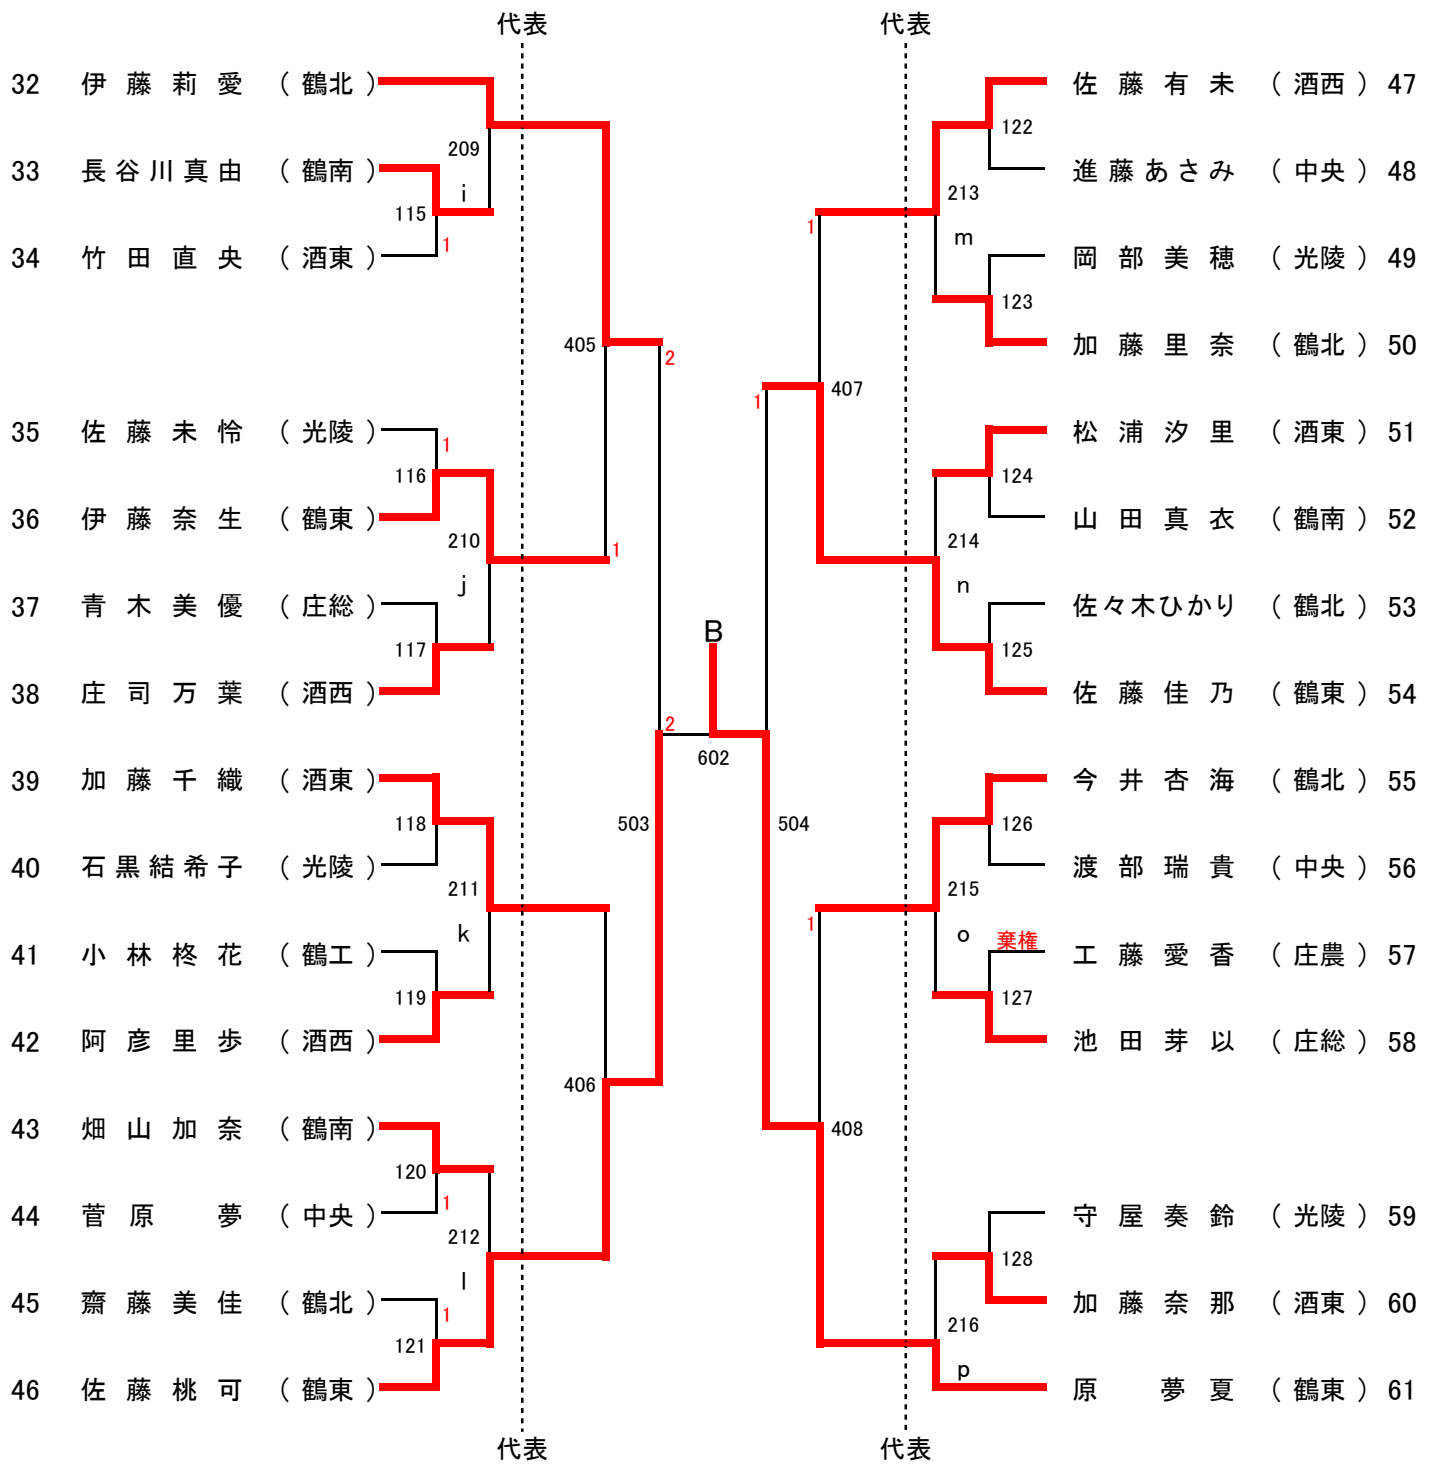 代表 代表
32 伊藤莉愛 (鶴北) 佐藤有未 (酒西) 47
122
209
33 長谷川真由 (鶴南) 進藤あさみ (中央) 48
i 213
115 1
m
1
34 竹田直央 (酒東) 岡部美穂 (光陵) 49
123
405 加藤里奈 (鶴北) 50
2
407
1
35 佐藤未怜 (光陵) 松浦汐里 (酒東) 51
1
116 124
36 伊藤奈生 (鶴東) 山田真衣 (鶴南) 52
210 214
1
j n
37 青木美優 (庄総) 佐々木ひかり (鶴北) 53
B
117 125
38 庄司万葉 (酒西) 佐藤佳乃 (鶴東) 54
2
602
39 加藤千織 (酒東) 今井杏海 (鶴北) 55
118 503 504 126
40 石黒結希子 (光陵) 渡部瑞貴 (中央) 56
211 215
1
k o 棄権
41 小林柊花 (鶴工) 工藤愛香 (庄農) 57
119 127
42 阿彦里歩 (酒西) 池田芽以 (庄総) 58
406
43 畑山加奈 (鶴南) 408
120
1
44 菅原夢 (中央) 守屋奏鈴 (光陵) 59
212
128
l
45 齋藤美佳 (鶴北) 加藤奈那 (酒東) 60
1
216
121
p
46 佐藤桃可 (鶴東) 原夢夏 (鶴東) 61
代表 代表